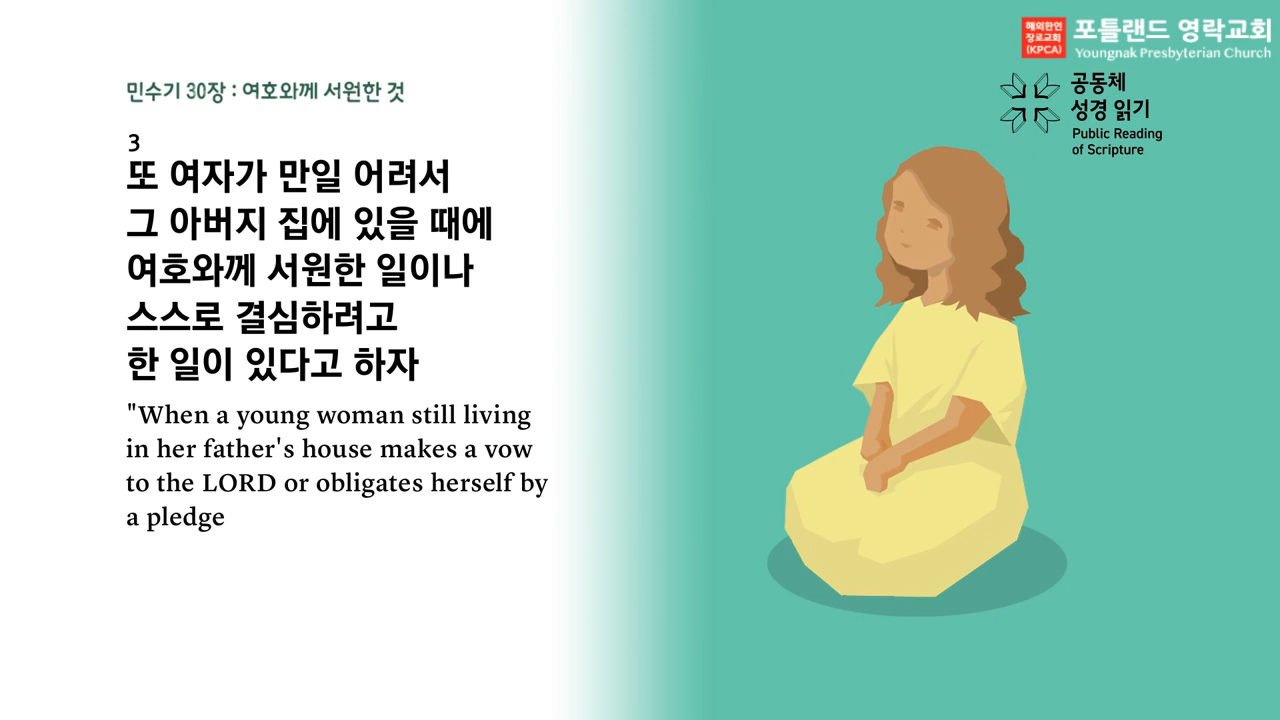 해외한인
장로교회
(KPCA)
포틀랜드 영락교회
Youngnak Presbyterian Church
공동체
성경 읽기
Public Reading
of Scripture
민수기 30장 : 여호와께 서원한 것
3
또 여자가 만일 어려서
그 아버지 집에 있을 때에
여호와께 서원한 일이나
스스로 결심하려고
한 일이 있다고 하자
"When a young woman still living
in her father's house makes a vow
to the LORD or obligates herself by
a pledge